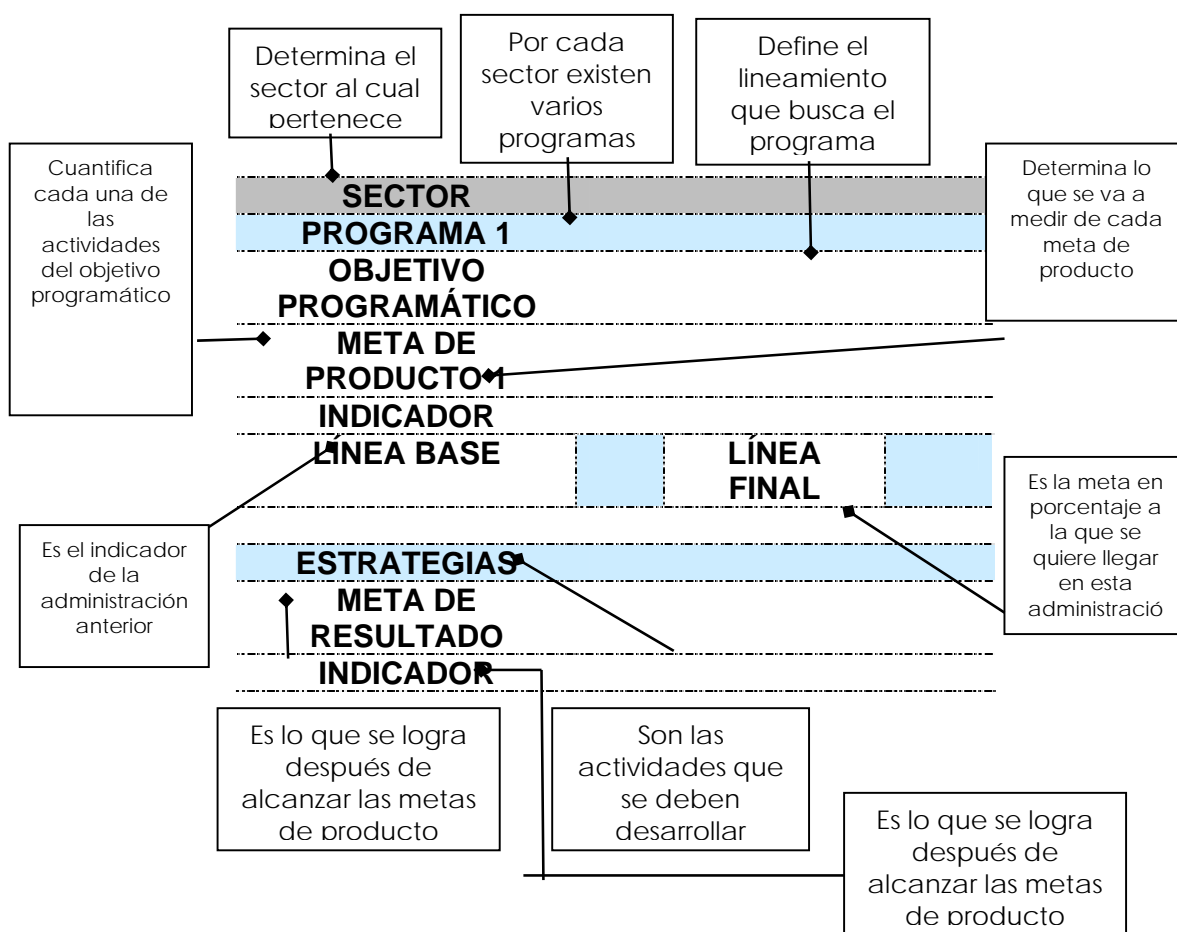 Determina el
sector al cual
pertenece
Por cada
sector existen
varios
programas
Define el
lineamiento
que busca el
programa
Cuantifica
cada una de
las
actividades
del objetivo
programático
Determina lo
que se va a
medir de cada
meta de
producto
SECTOR
PROGRAMA 1
OBJETIVO
PROGRAMÁTICO
META DE
PRODUCTO 1
INDICADOR
LÍNEA BASE
LÍNEA
FINAL
Es el indicador
de la
administración
anterior
Es la meta en
porcentaje a
la que se
quiere llegar
en esta
administració
ESTRATEGIAS
META DE
RESULTADO
INDICADOR
Es lo que se logra
después de
alcanzar las metas
de producto
Son las
actividades que
se deben
desarrollar
Es lo que se logra
después de
alcanzar las metas
de producto